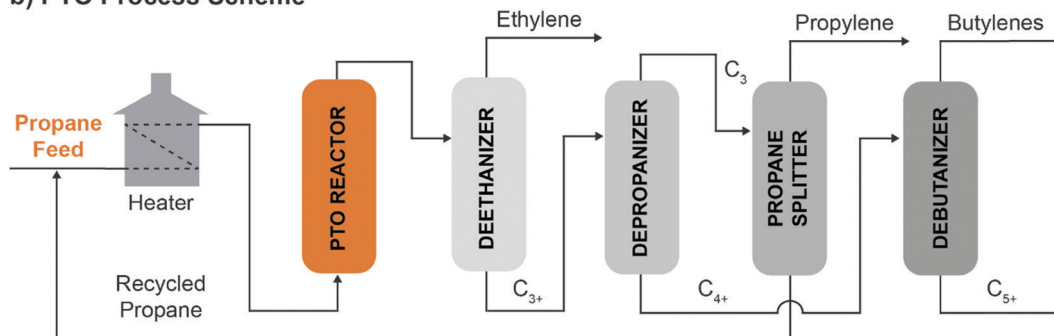 b) PTO Process Scheme
Ethylene
Propylene
Butylenes
C3
Propane
Feed
Heater
PTO REACTOR
DEETHANIZER
DEPROPANIZER
PROPANE
SPLITTER
DEBUTANIZER
Recycled
Propane
C3+
C4+
C5+